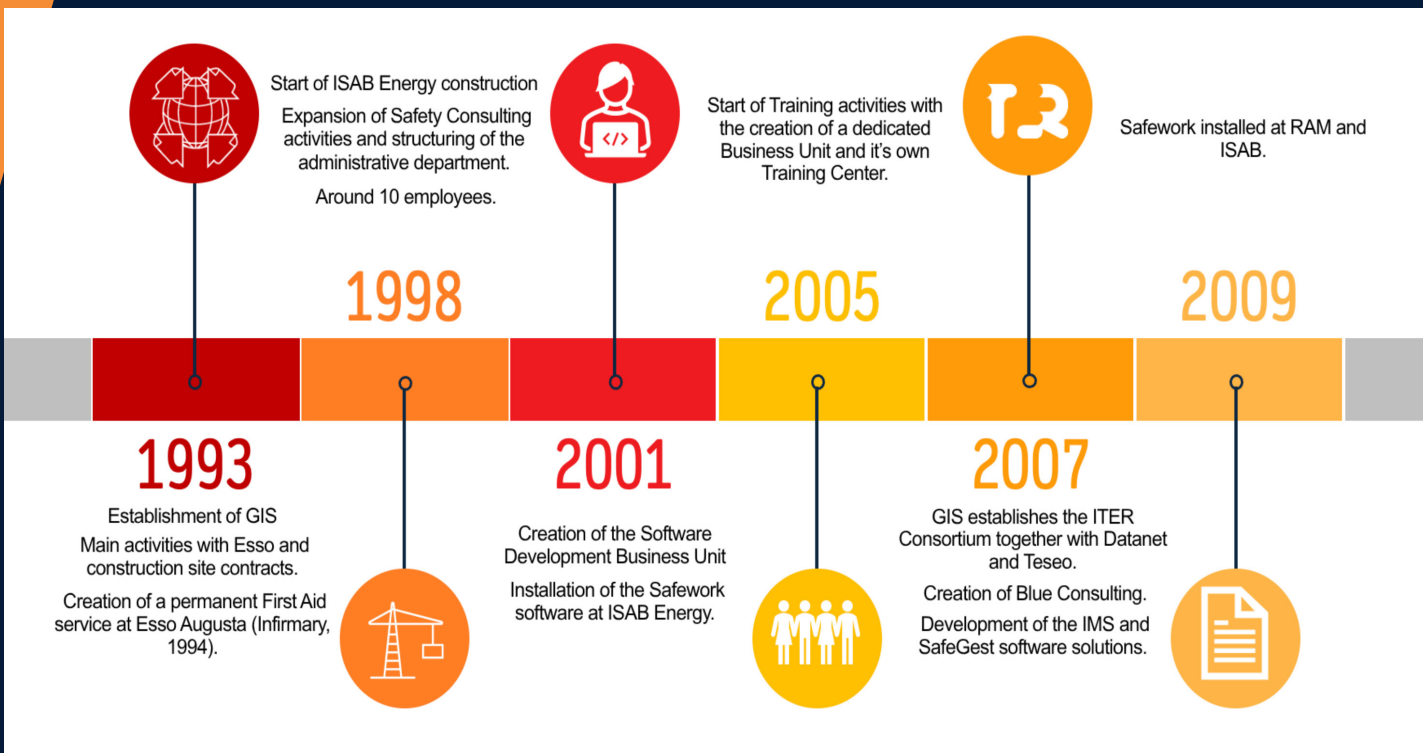 1993
Establishment of GIS
Main activities with Esso and
construction site contracts.
Creation of a permanent First Aid
service at Esso Augusta (Infirmary,
1994).
Start of ISAB Energy construction
Expansion of Safety Consulting
activities and structuring of the
administrative department.
Around 10 employees.
1998
</>
2001
Creation of the Software
Development Business Unit
Installation of the Safework
software at ISAB Energy.
Start of Training activities with
the creation of a dedicated
Business Unit and it's own
Training Center.
2005
2007
GIS establishes the ITER
Consortium together with Datanet
and Teseo.
Creation of Blue Consulting.
Development of the IMS and
SafeGest software solutions.
Safework installed at RAM and
ISAB.
2009